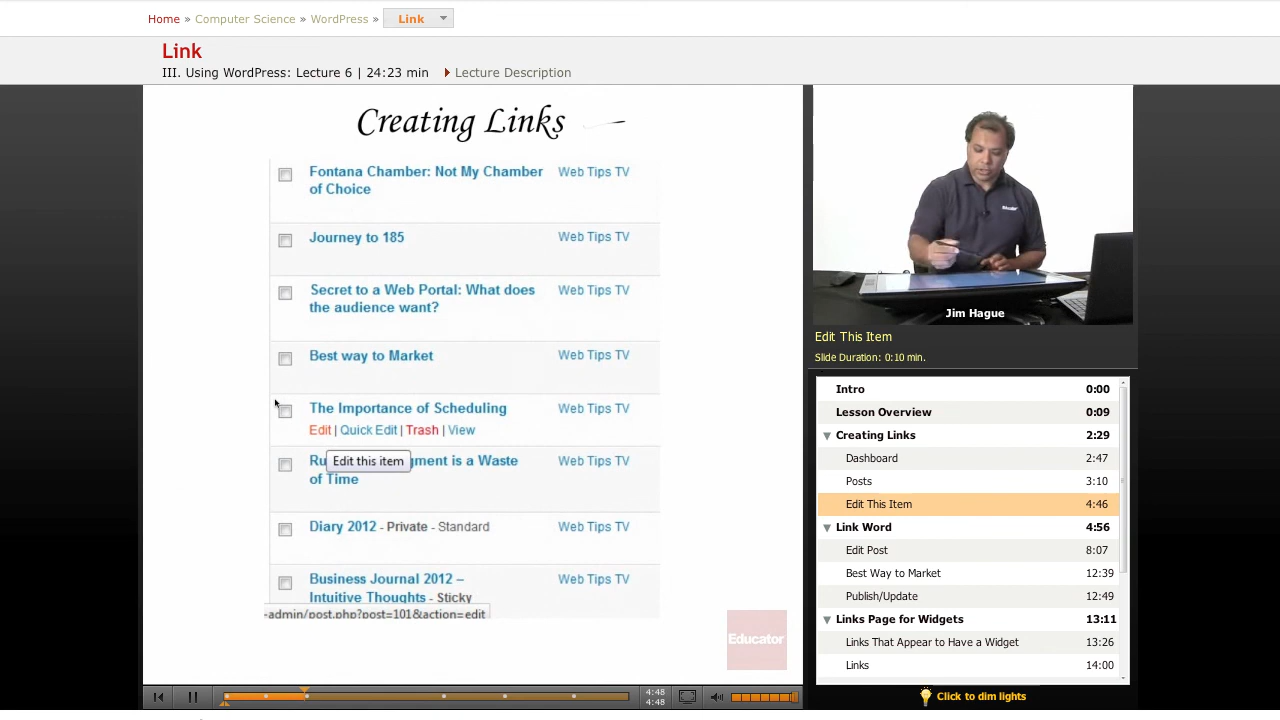 Home » Computer Science » WordPress » Link
Link
III. Using WordPress: Lecture 6 | 24:23 min Lecture Description
Creating Links
Fontana Chamber: Not My Chamber Web Tips TV
of Choice
Journey to 185 Web Tips TV
Secret to a Web Portal: What does Web Tips TV
the audience want?
Best way to Market Web Tips TV
The Importance of Scheduling Web Tips TV
Edit | Quick Edit | Trash | View
Edit this item
Ru gment is a Waste Web Tips TV
of Time
Diary 2012 - Private - Standard Web Tips TV
Business Journal 2012 – Web Tips TV
Intuitive Thoughts - Sticky
-admin/post.php?post=101&action=edit
Educator
4:48
4:48
Jim Hague
Edit This Item
Slide Duration: 0:10 min.
Intro 0:00
Lesson Overview 0:09
Creating Links 2:29
Dashboard 2:47
Posts 3:10
Edit This Item 4:46
Link Word 4:56
Edit Post 8:07
Best Way to Market 12:39
Publish/Update 12:49
Links Page for Widgets 13:11
Links That Appear to Have a Widget 13:26
Links 14:00
Click to dim lights